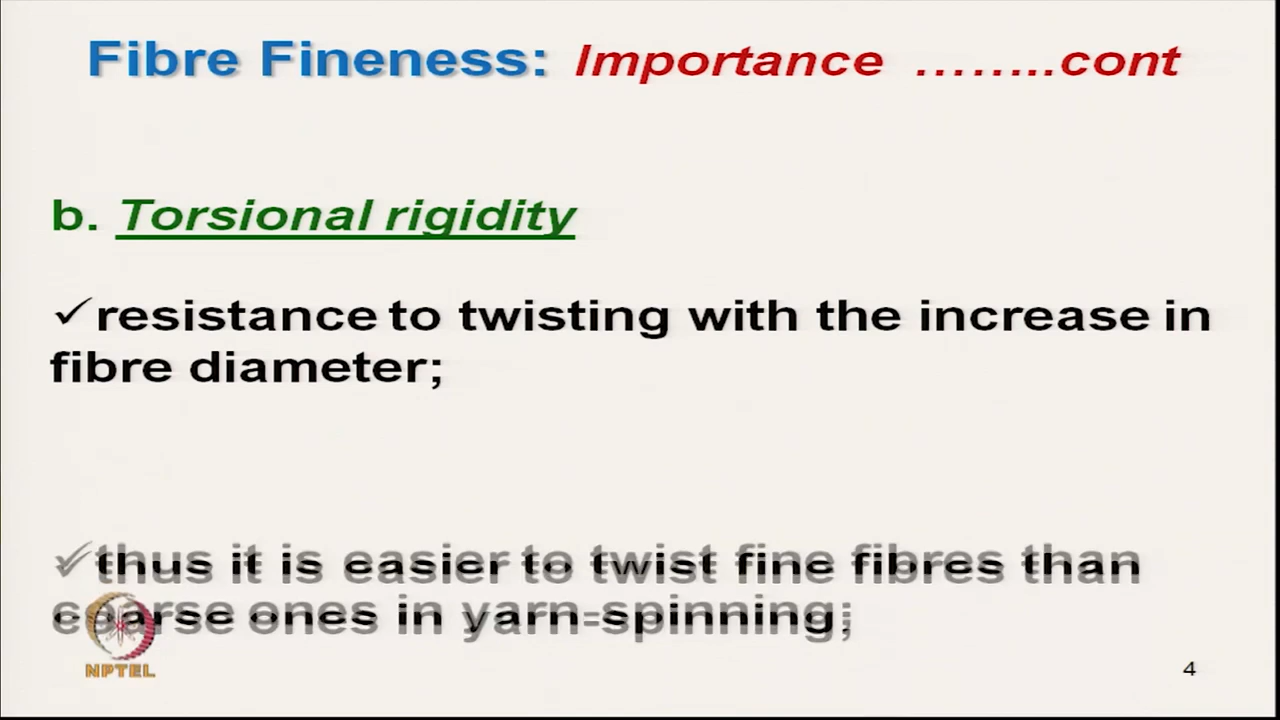 Fibre Fineness: Importance ……..cont
b. Torsional rigidity
✓resistance to twisting with the increase in
fibre diameter;
✓thus it is easier to twist fine fibres than
coarse ones in yarn-spinning;
NPTEL
4